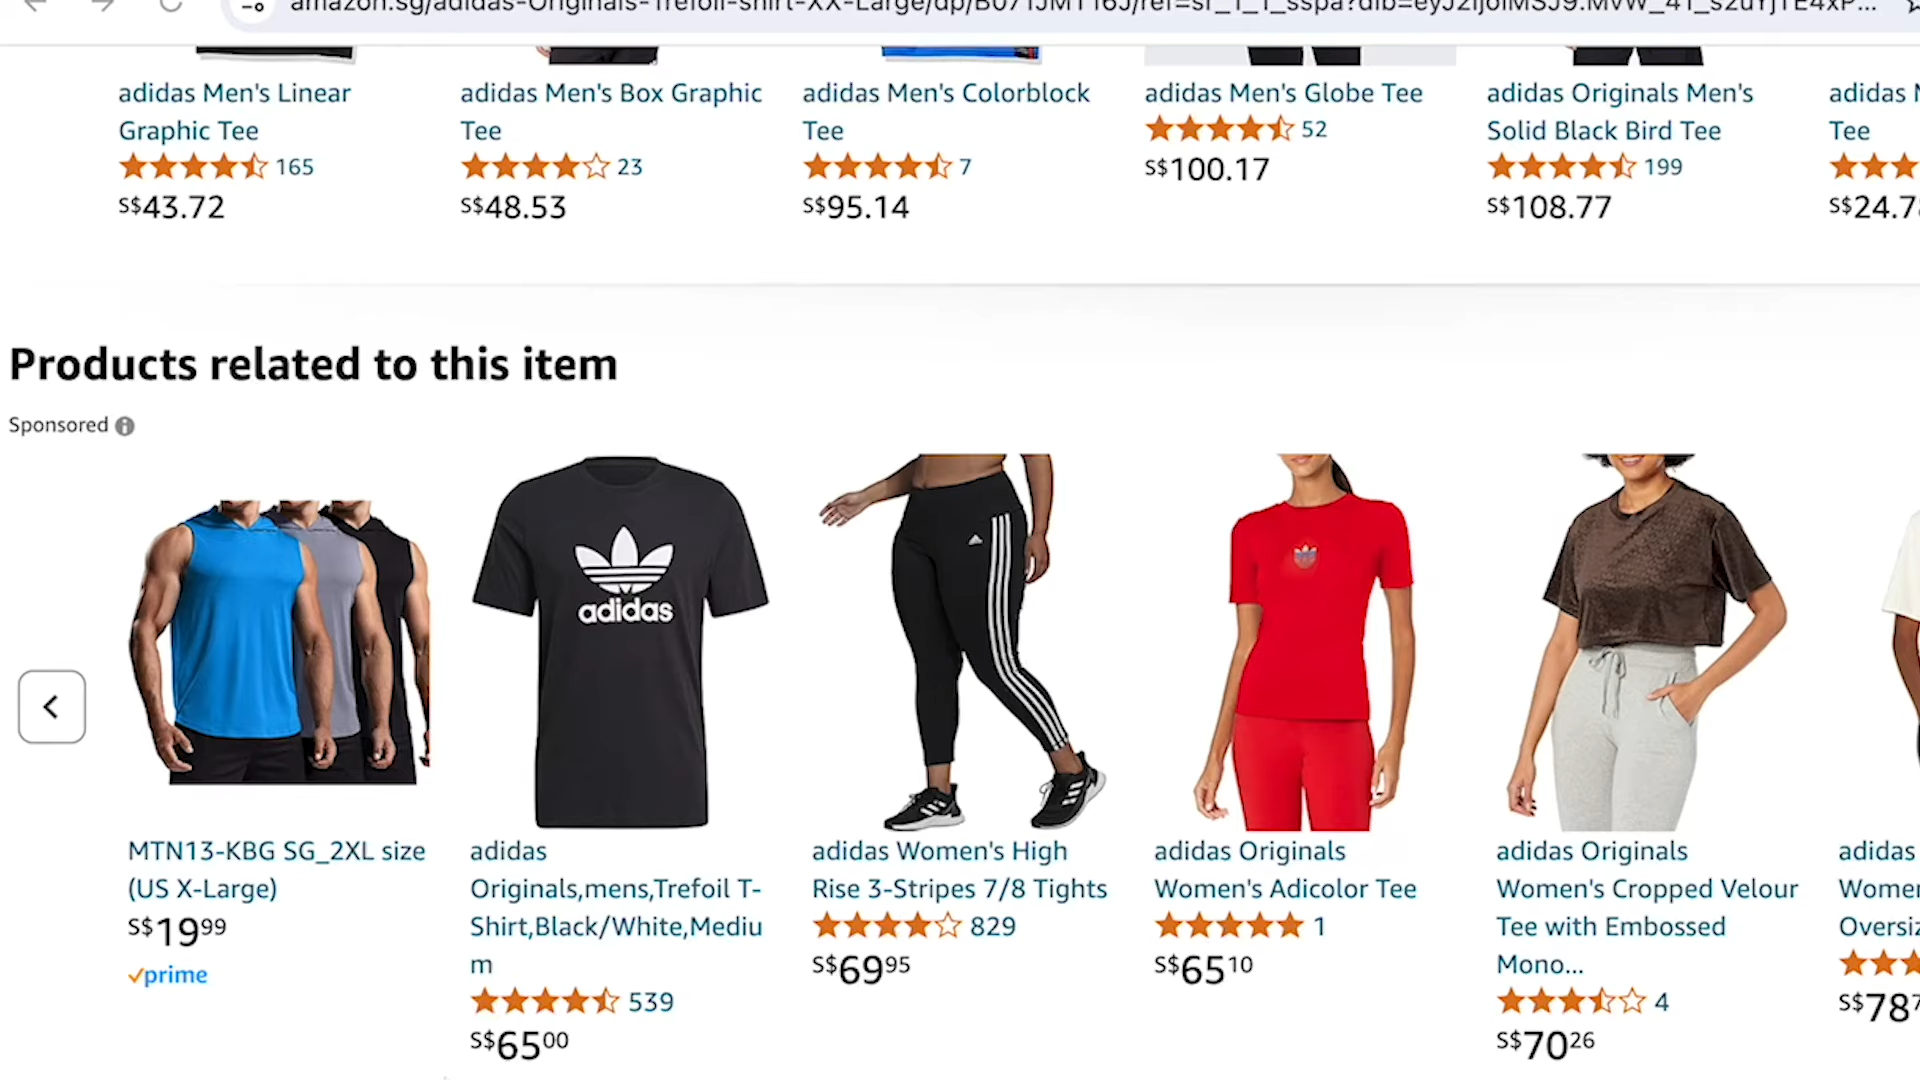 adidas Men's Linear
Graphic Tee
165
S$43.72
adidas Men's Box Graphic
Tee
23
S$48.53
adidas Men's Colorblock
Tee
7
S$95.14
adidas Men's Globe Tee
52
S$100.17
adidas Originals Men's
Solid Black Bird Tee
199
S$108.77
adidas
Tee
Products related to this item
Sponsored
adidas
MTN13-KBG SG_2XL size
(US X-Large)
S$19⁹⁹
prime
adidas
Originals,mens,Trefoil T-
Shirt,Black/White,Mediu
m
539
S$65⁰⁰
adidas Women's High
Rise 3-Stripes 7/8 Tights
829
S$69⁹⁵
adidas Originals
Women's Adicolor Tee
1
S$65¹⁰
adidas Originals
Women's Cropped Velour
Tee with Embossed
Mono...
4
S$70²⁶
adidas